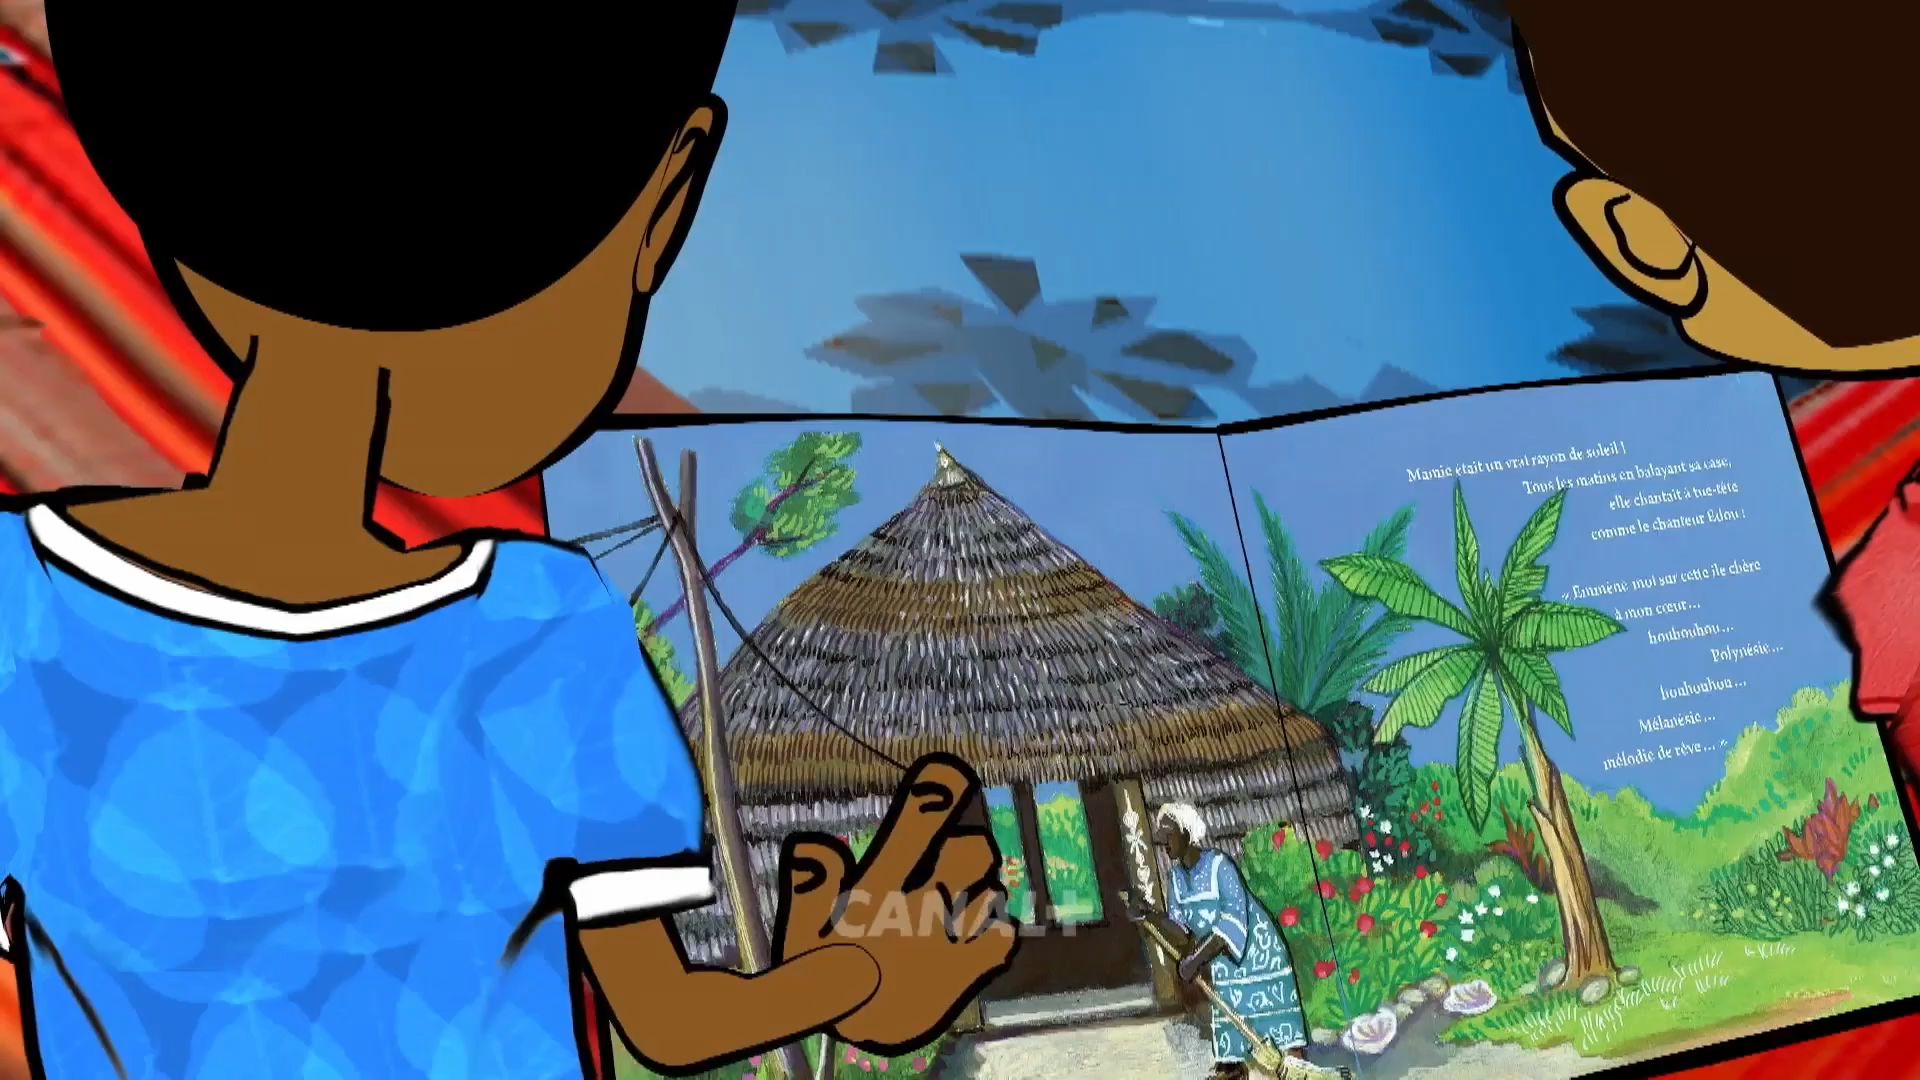 Mamie était un vrai rayon de soleil !
Tous les matins en balayant sa case,
elle chantait à tue-tête
comme le chanteur Edou !
« Emmène-moi sur cette île chère
à mon cœur...
houhouhou...
Polynésie...
houhouhou...
Mélanésie...
mélodie de rêve... »
CANAL+